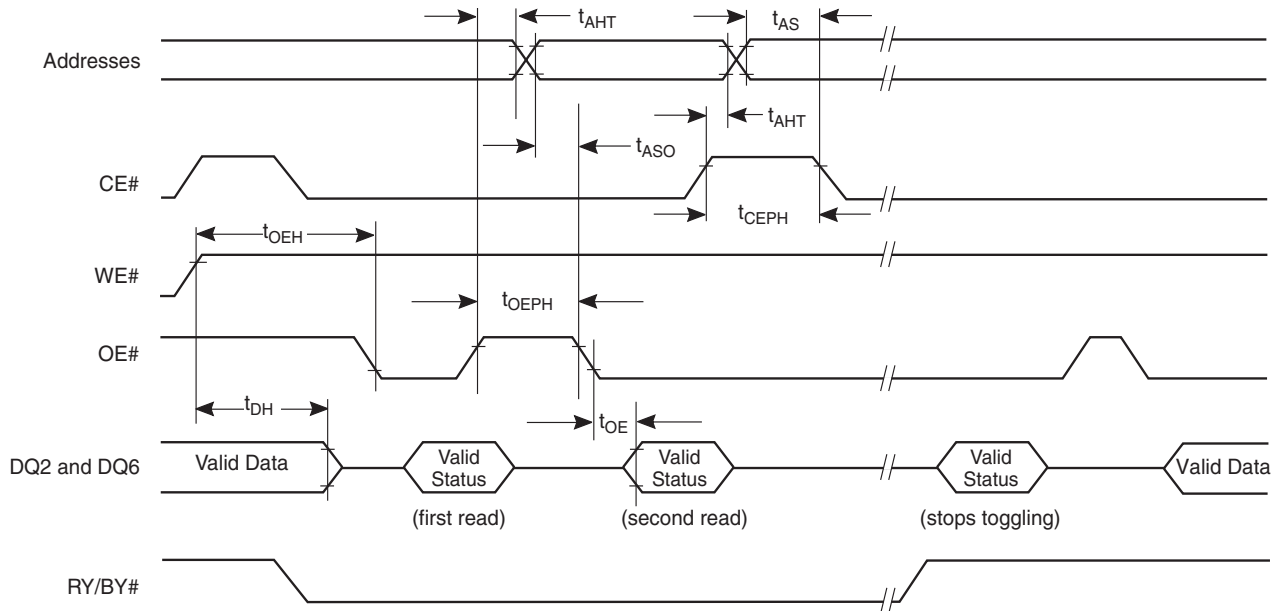 tAHT
tAS
Addresses
tAHT
tASO
CE#
tCEPH
tOEH
WE#
tOEPH
OE#
tDH
tOE
DQ2 and DQ6
Valid Data
Valid
Status
Valid
Status
Valid
Status
Valid Data
(first read)
(second read)
(stops toggling)
RY/BY#